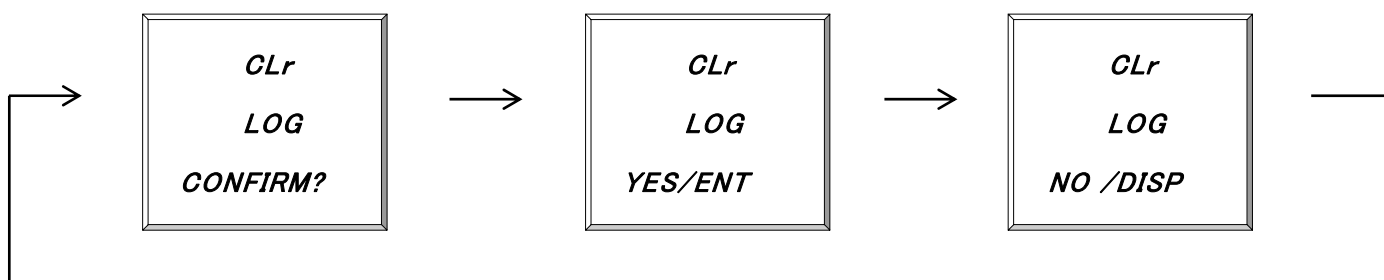 CLr
LOG
CONFIRM?
CLr
LOG
YES/ENT
CLr
LOG
NO /DISP